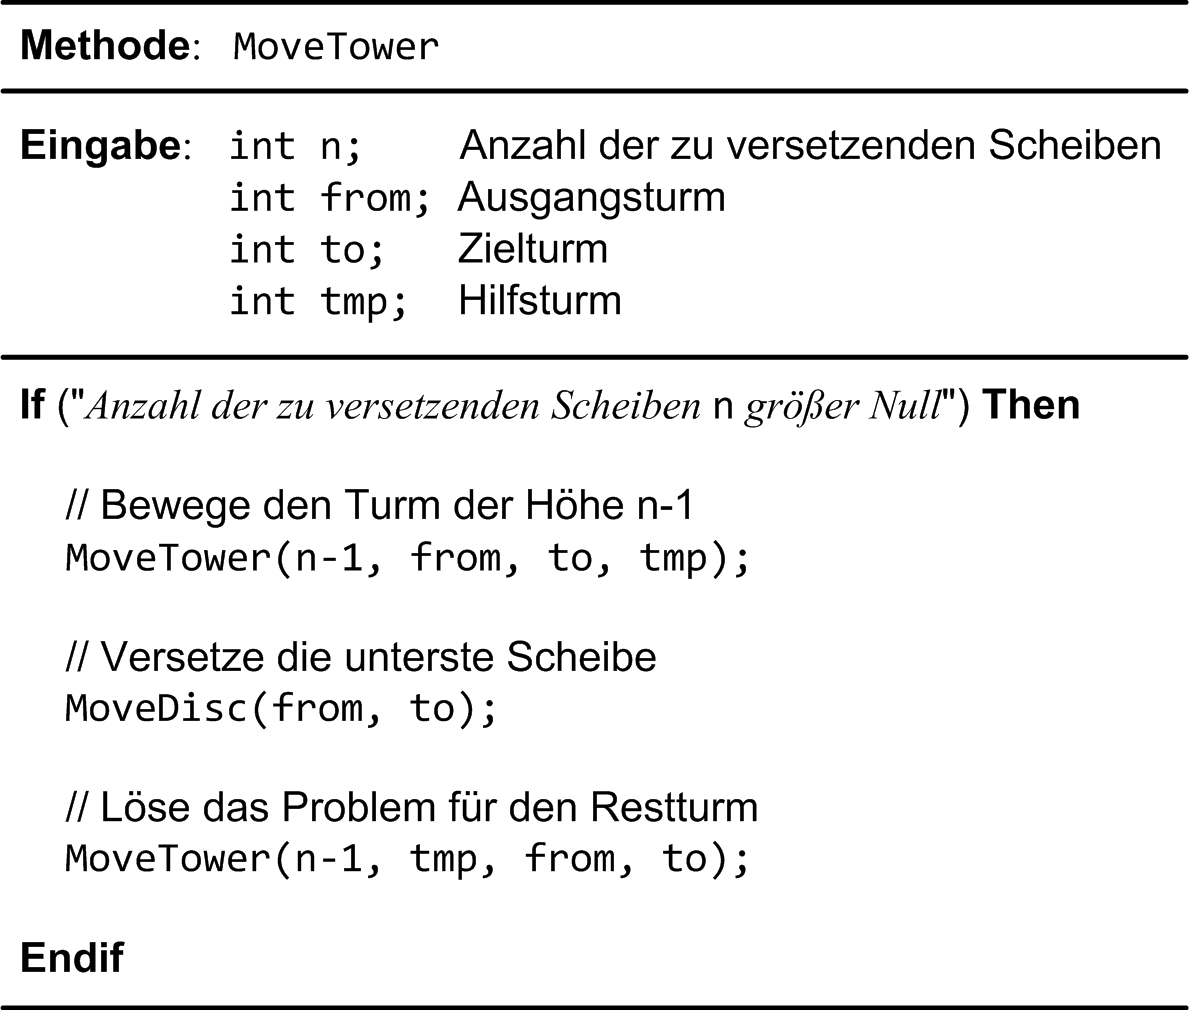 Methode: MoveTower
Eingabe: int n; Anzahl der zu versetzenden Scheiben
int from; Ausgangsturm
int to; Zielturm
int tmp; Hilfsturm
If ("Anzahl der zu versetzenden Scheiben n größer Null") Then
// Bewege den Turm der Höhe n-1
MoveTower(n-1, from, to, tmp);
// Versetze die unterste Scheibe
MoveDisc(from, to);
// Löse das Problem für den Restturm
MoveTower(n-1, tmp, from, to);
Endif